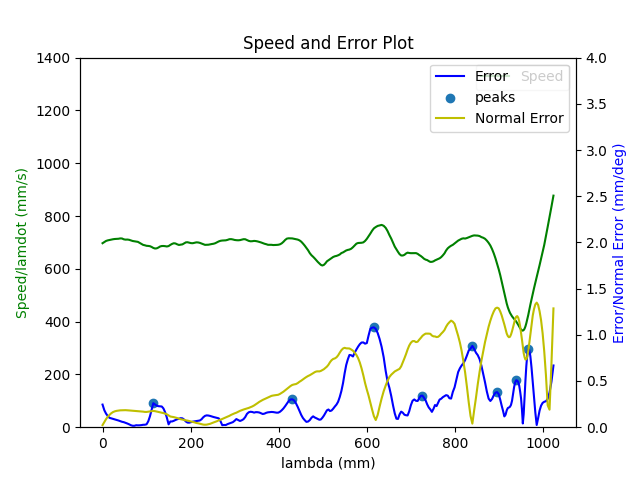 Speed and Error Plot
1400
1200
1000
800
600
400
200
0
Speed/lamdot (mm/s)
0
200
400
600
800
1000
lambda (mm)
4.0
3.5
3.0
2.5
2.0
1.5
1.0
0.5
0.0
Error/Normal Error (mm/deg)
Speed
Error
peaks
Normal Error